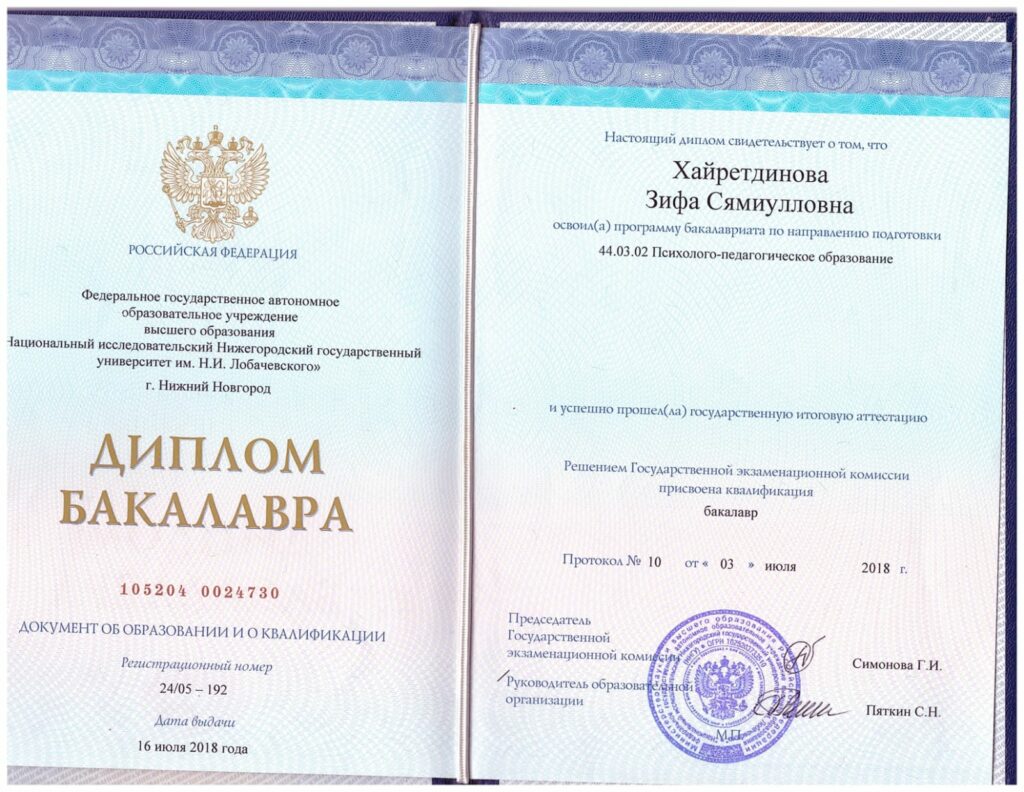 РОССИЙСКАЯ ФЕДЕРАЦИЯ
Федеральное государственное автономное
образовательное учреждение
высшего образования
Национальный исследовательский Нижегородский государственный
университет им. Н.И. Лобачевского»
г. Нижний Новгород
ДИПЛОМ
БАКАЛАВРА
105204 0024730
ДОКУМЕНТ ОБ ОБРАЗОВАНИИ И О КВАЛИФИКАЦИИ
Регистрационный номер
24/05 – 192
Дата выдачи
16 июля 2018 года
Настоящий диплом свидетельствует о том, что
Хайретдинова
Зифа Сямиулловна
освоил(а) программу бакалавриата по направлению подготовки
44.03.02 Психолого-педагогическое образование
и успешно прошел(ла) государственную итоговую аттестацию
Решением Государственной экзаменационной комиссии
присвоена квалификация
бакалавр
Протокол № 10 от « 03 » июля 2018 г.
Председатель
Государственной
экзаменационной комиссии
Симонова Г.И.
Руководитель образовательной
организации
Пяткин С.Н.
М.П.